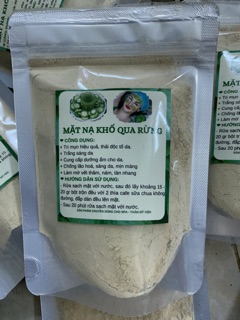 MẶT NẠ KHỔ QUA RỪNG
❤ CÔNG DỤNG:
- Trị mụn hiệu quả, thải độc tố da.
- Trắng sáng da
- Cung cấp dưỡng ẩm cho da.
- Chống lão hoá, sáng da, mịn màng
- Làm mờ vết thâm, nám, tàn nhang
❤ HƯỚNG DẪN SỬ DỤNG:
- Rửa sạch mặt với nước, sau đó lấy khoảng 15 -
20 gr bột trộn đều với 2 thìa cafe sữa chua không
đường, đắp dần đều lên mặt.
- Sau 20 phút rửa sạch mặt với nước.